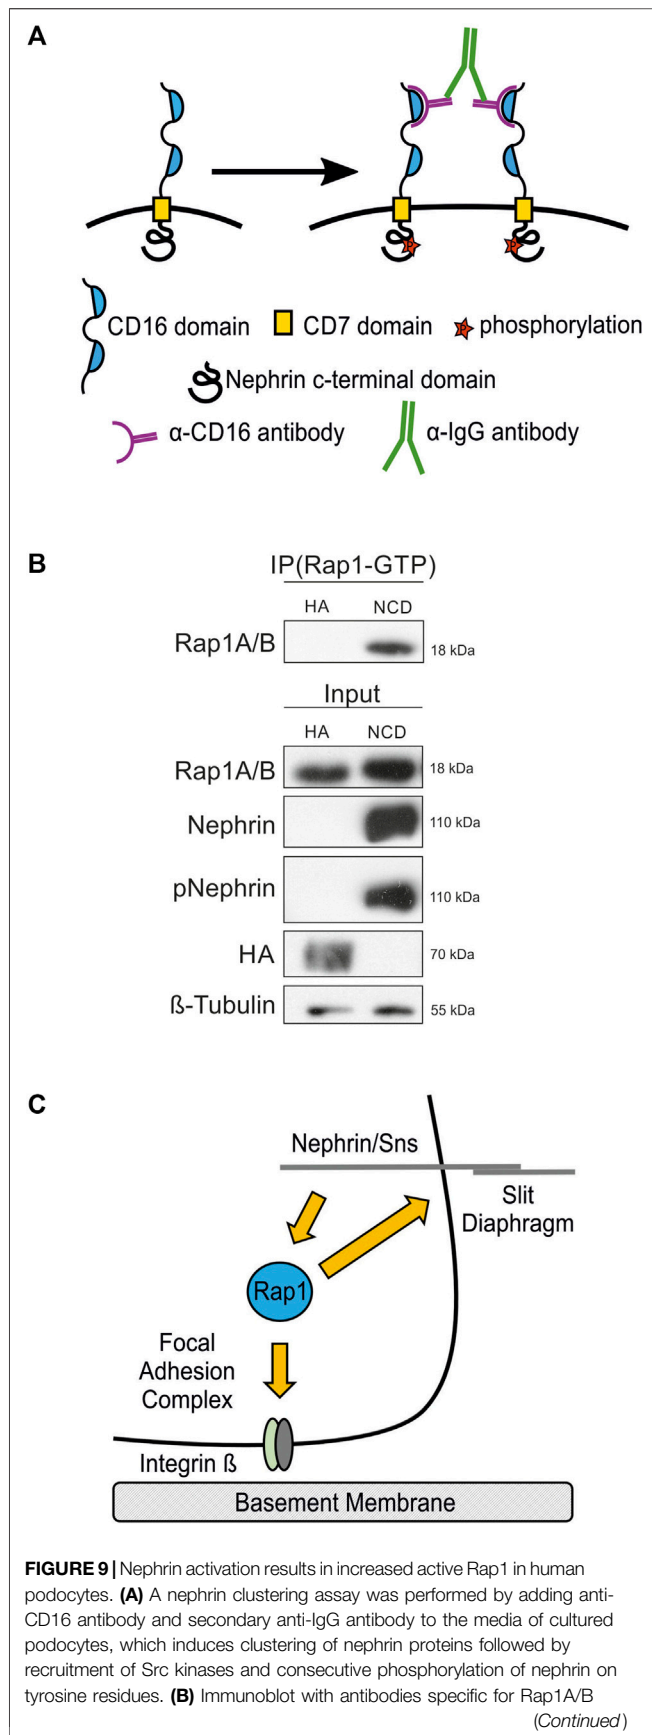 A
P P
CD16 domain CD7 domain P phosphorylation
Nephrin c-terminal domain
α-CD16 antibody α-IgG antibody
B
IP(Rap1-GTP)
HA NCD
Rap1A/B 18 kDa
Input
HA NCD
Rap1A/B 18 kDa
Nephrin 110 kDa
pNephrin 110 kDa
HA 70 kDa
ß-Tubulin 55 kDa
C
Nephrin/Sns
Slit
Diaphragm
Rap1
Focal
Adhesion
Complex
Integrin ß
Basement Membrane
FIGURE 9 | Nephrin activation results in increased active Rap1 in human
podocytes. (A) A nephrin clustering assay was performed by adding anti-
CD16 antibody and secondary anti-IgG antibody to the media of cultured
podocytes, which induces clustering of nephrin proteins followed by
recruitment of Src kinases and consecutive phosphorylation of nephrin on
tyrosine residues. (B) Immunoblot with antibodies specific for Rap1A/B
(Continued)